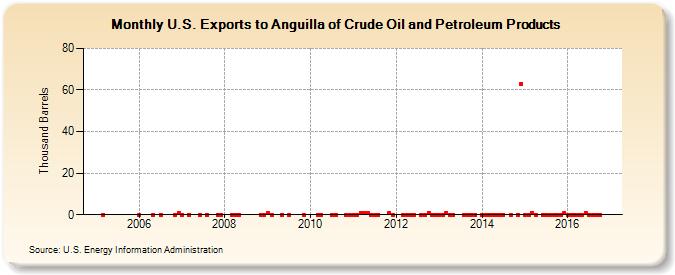 Monthly U.S. Exports to Anguilla of Crude Oil and Petroleum Products
Thousand Barrels
80
60
40
20
0
2006 2008 2010 2012 2014 2016
Source: U.S. Energy Information Administration